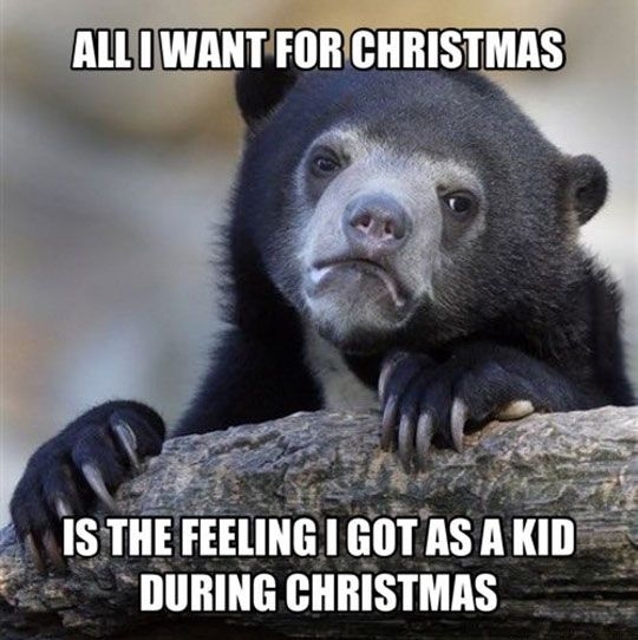 ALL I WANT FOR CHRISTMAS
IS THE FEELING I GOT AS A KID
DURING CHRISTMAS